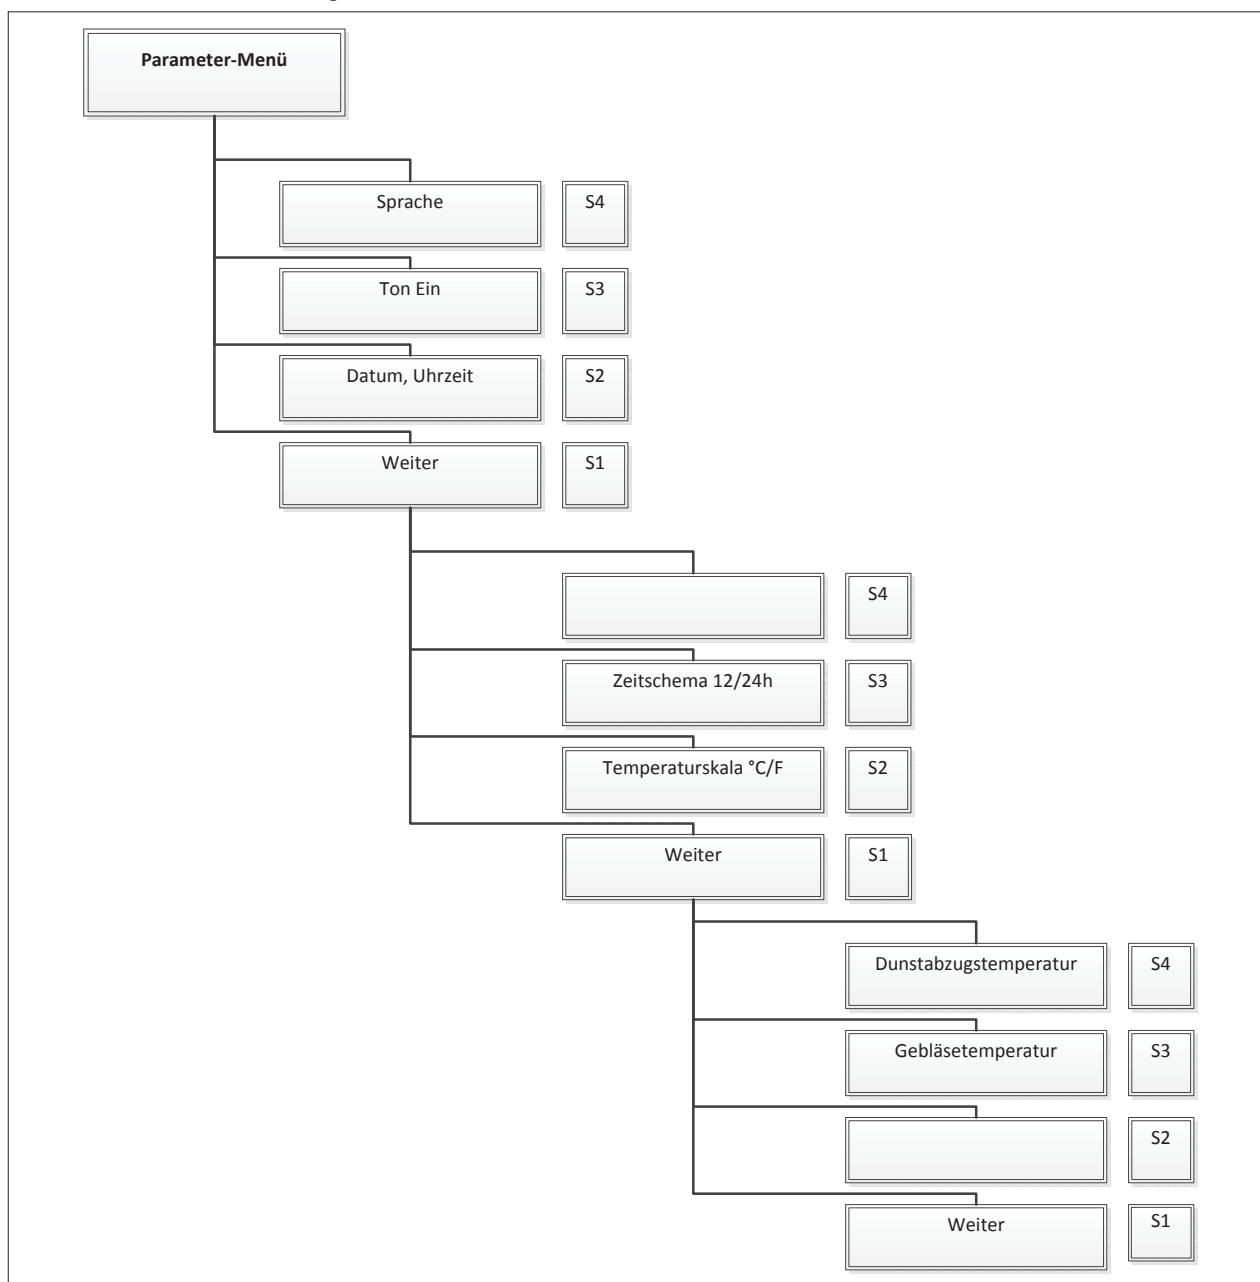 Parameter-Menü
Sprache S4
Ton Ein S3
Datum, Uhrzeit S2
Weiter S1
S4
Zeitschema 12/24h S3
Temperaturskala °C/F S2
Weiter S1
Dunstabzugstemperatur S4
Gebläsetemperatur S3
S2
Weiter S1